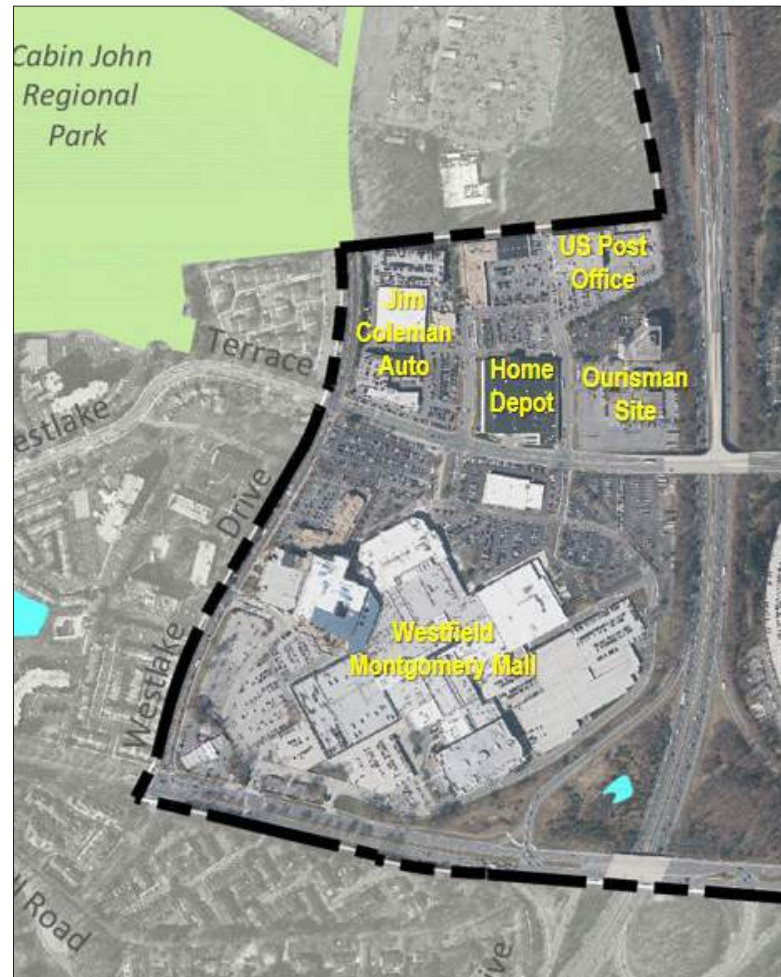 Cabin John
Regional
Park
US Post
Office
Jim
Coleman
Auto
Terrace
Home
Depot
Ourisman
Site
estlake
Drive
Westfield
Montgomery Mall
Westlake
ll Road
ive